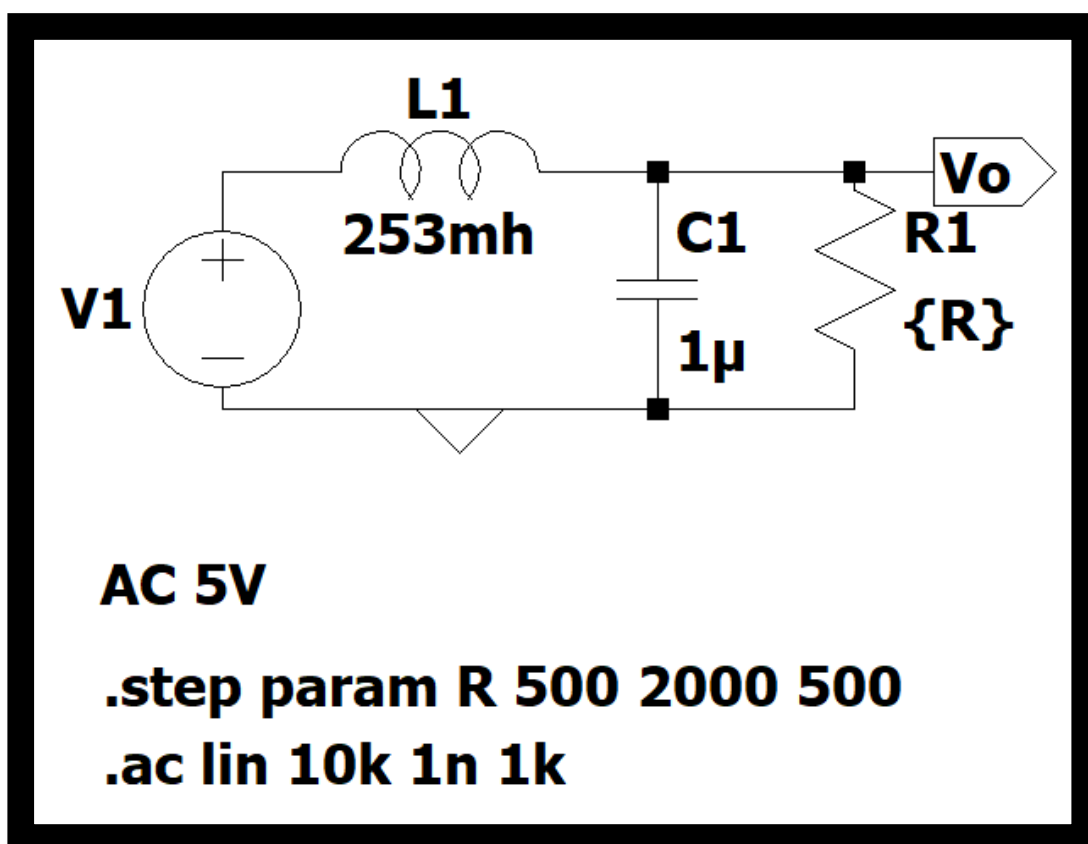 L1
253mh
V1
C1
1µ
Vo
R1
{R}
AC 5V
.step param R 500 2000 500
.ac lin 10k 1n 1k